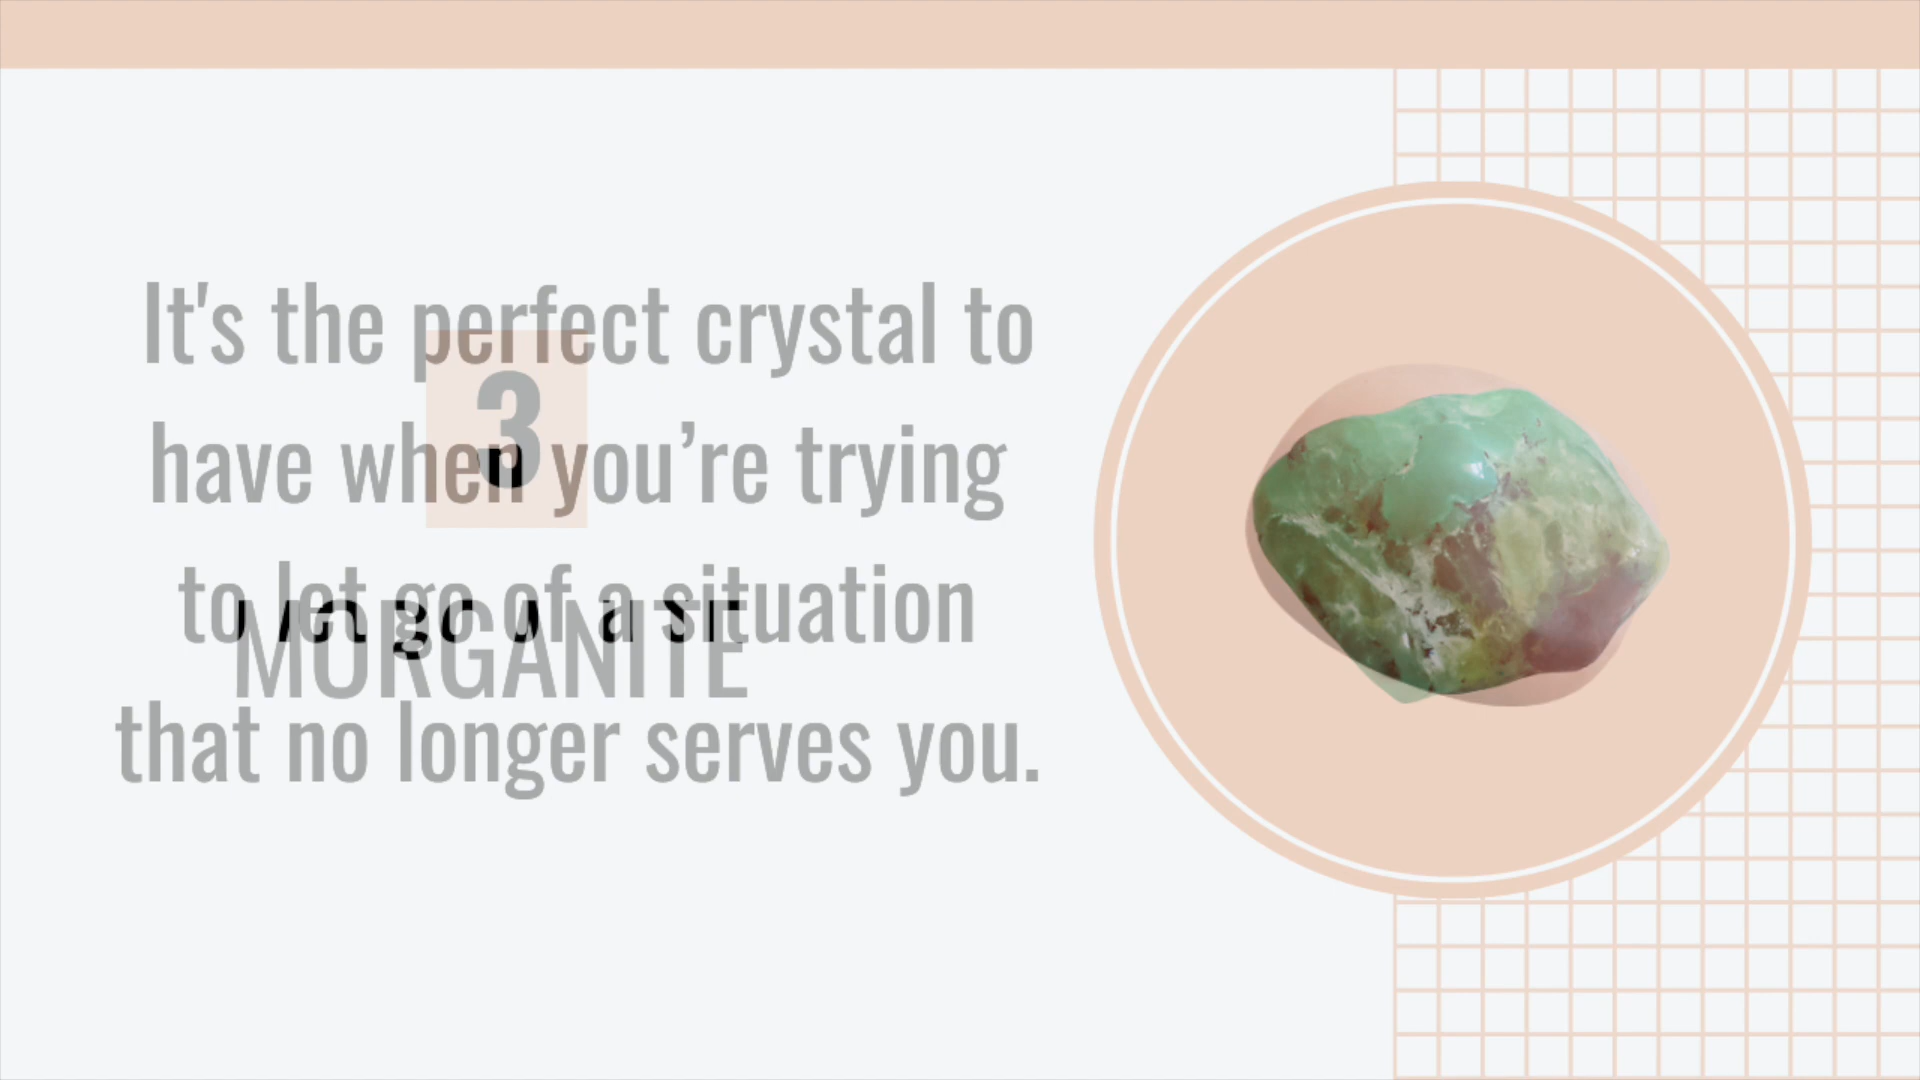 It's the perfect crystal to
have when you’re trying
to let go of a situation
that no longer serves you.
3
MORGANITE